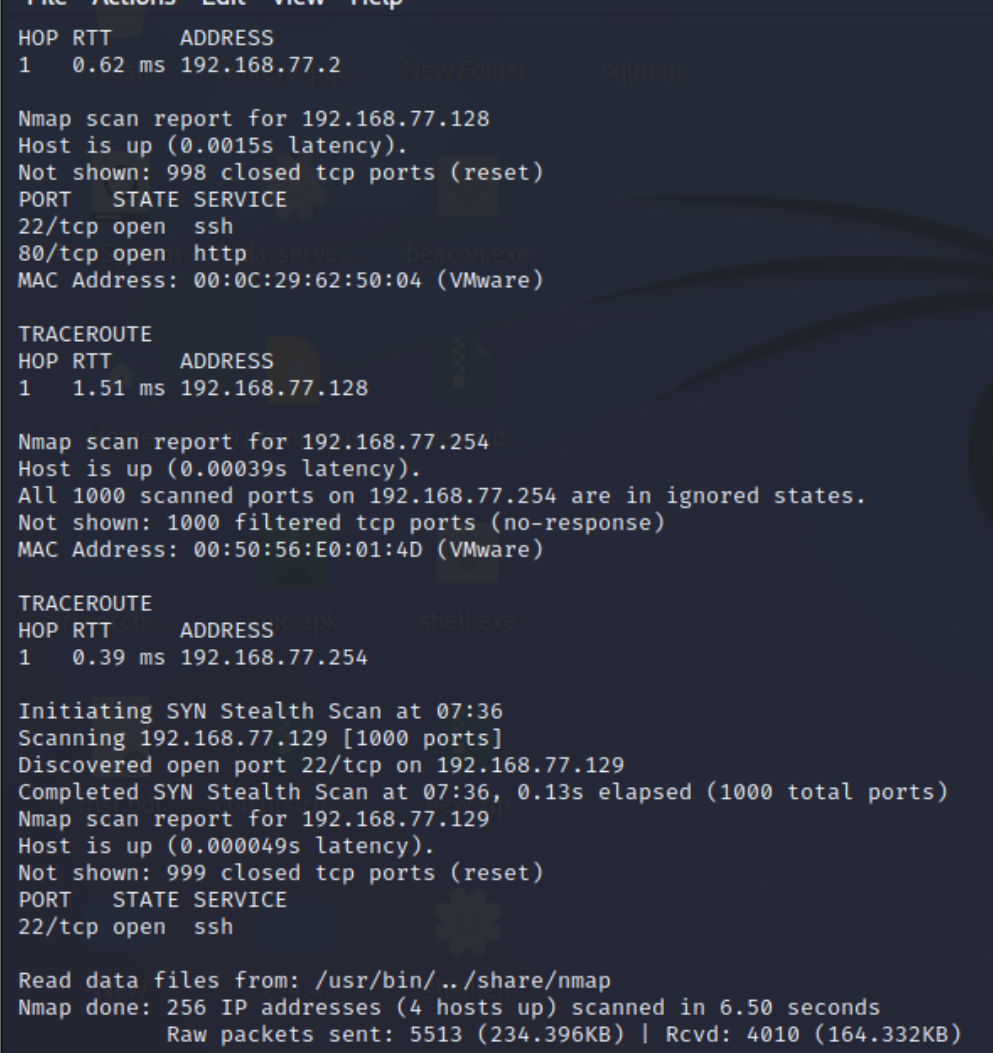 File Actions Edit View Help
HOP RTT ADDRESS
1 0.62 ms 192.168.77.2
New Folder sqlmap
Nmap scan report for 192.168.77.128
Host is up (0.0015s latency).
Not shown: 998 closed tcp ports (reset)
PORT STATE SERVICE
22/tcp open ssh
80/tcp open http
beacon.exe
MAC Address: 00:0C:29:62:50:04 (VMware)
TRACEROUTE
HOP RTT ADDRESS
1 1.51 ms 192.168.77.128
Nmap scan report for 192.168.77.254
Host is up (0.00039s latency).
All 1000 scanned ports on 192.168.77.254 are in ignored states.
Not shown: 1000 filtered tcp ports (no-response)
MAC Address: 00:50:56:E0:01:4D (VMware)
TRACEROUTE
shell.exe
HOP RTT ADDRESS
1 0.39 ms 192.168.77.254
Initiating SYN Stealth Scan at 07:36
Scanning 192.168.77.129 [1000 ports]
Discovered open port 22/tcp on 192.168.77.129
Completed SYN Stealth Scan at 07:36, 0.13s elapsed (1000 total ports)
Nmap scan report for 192.168.77.129
Host is up (0.000049s latency).
Not shown: 999 closed tcp ports (reset)
PORT STATE SERVICE
22/tcp open ssh
Read data files from: /usr/bin/../share/nmap
Nmap done: 256 IP addresses (4 hosts up) scanned in 6.50 seconds
Raw packets sent: 5513 (234.396KB) | Rcvd: 4010 (164.332KB)